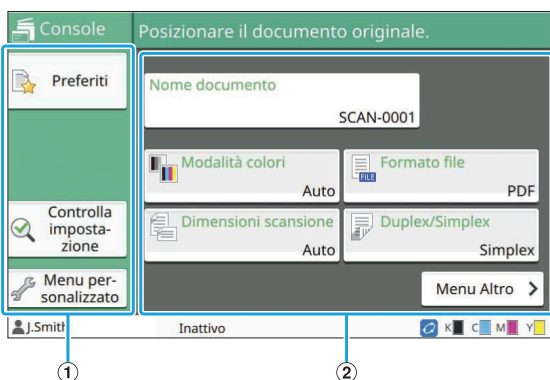 Console
Posizionare il documento originale.
Preferiti
Controlla
imposta-
zione
Menu per-
sonalizzato
Nome documento
SCAN-0001
Modalità colori
Auto
Formato file
FILE
PDF
Dimensioni scansione
Auto
Duplex/Simplex
Simplex
Menu Altro
J.Smith
Inattivo
K C M Y
1
2